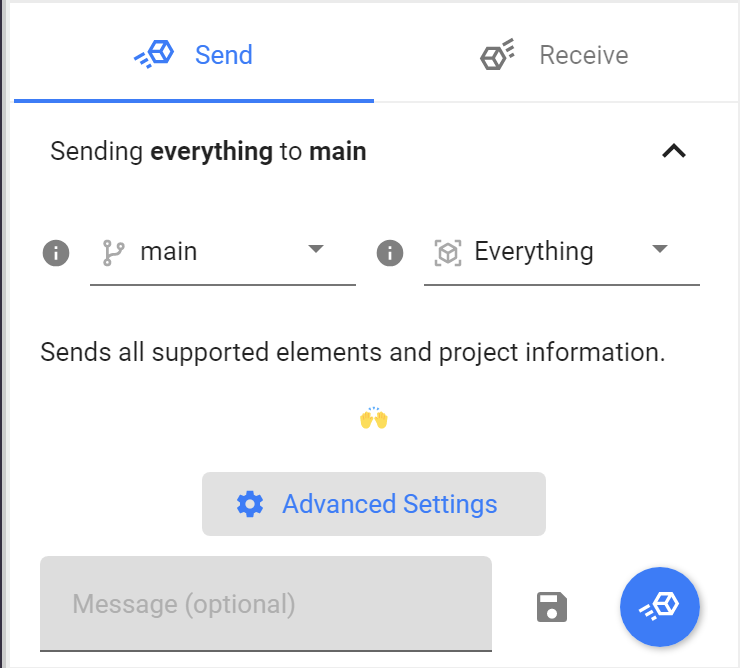 Send
Receive
Sending everything to main
main
Everything
Sends all supported elements and project information.
🙌
Advanced Settings
Message (optional)